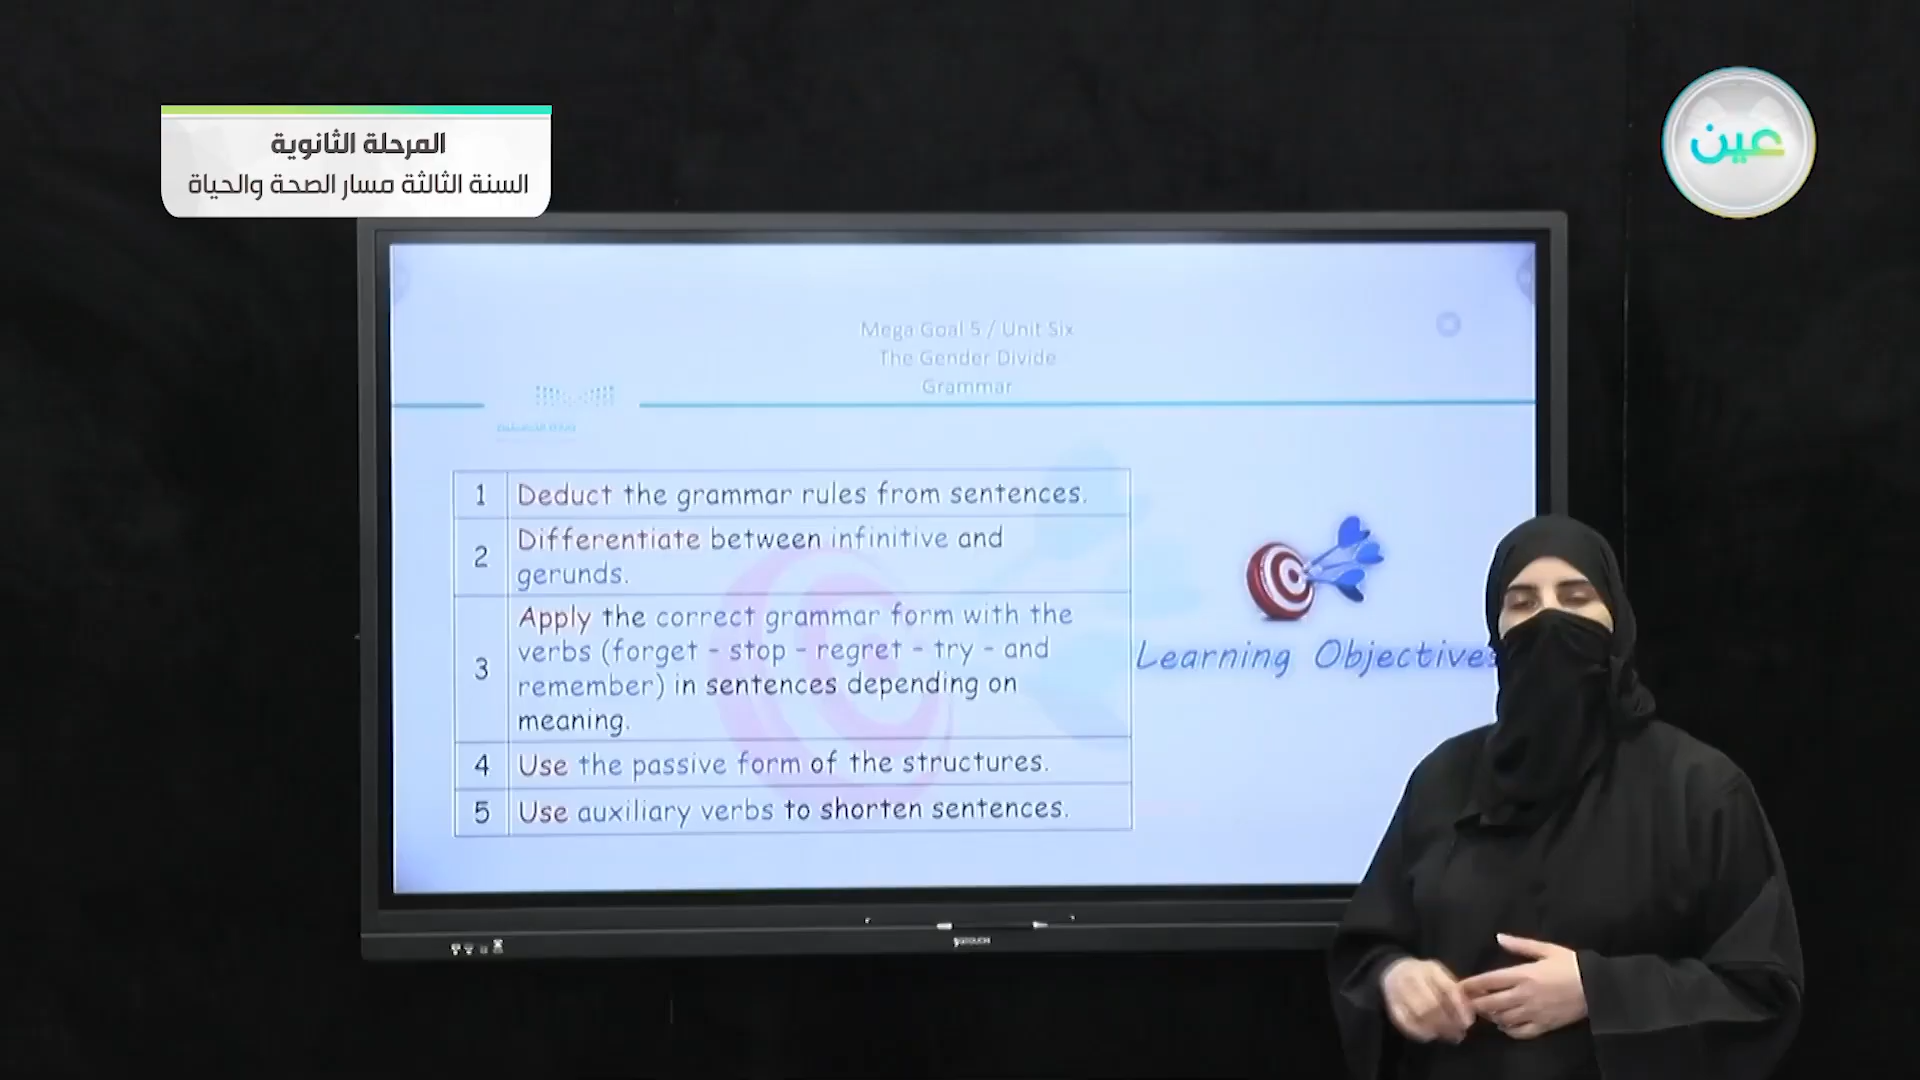 المرحلة الثانوية
السنة الثالثة مسار الصحة والحياة
عين
Mega Goal 5 / Unit Six
The Gender Divide
Grammar
1 Deduct the grammar rules from sentences.
2 Differentiate between infinitive and
gerunds.
3 Apply the correct grammar form with the
verbs (forget - stop - regret - try - and
remember) in sentences depending on
meaning.
4 Use the passive form of the structures.
5 Use auxiliary verbs to shorten sentences.
Learning Objectives